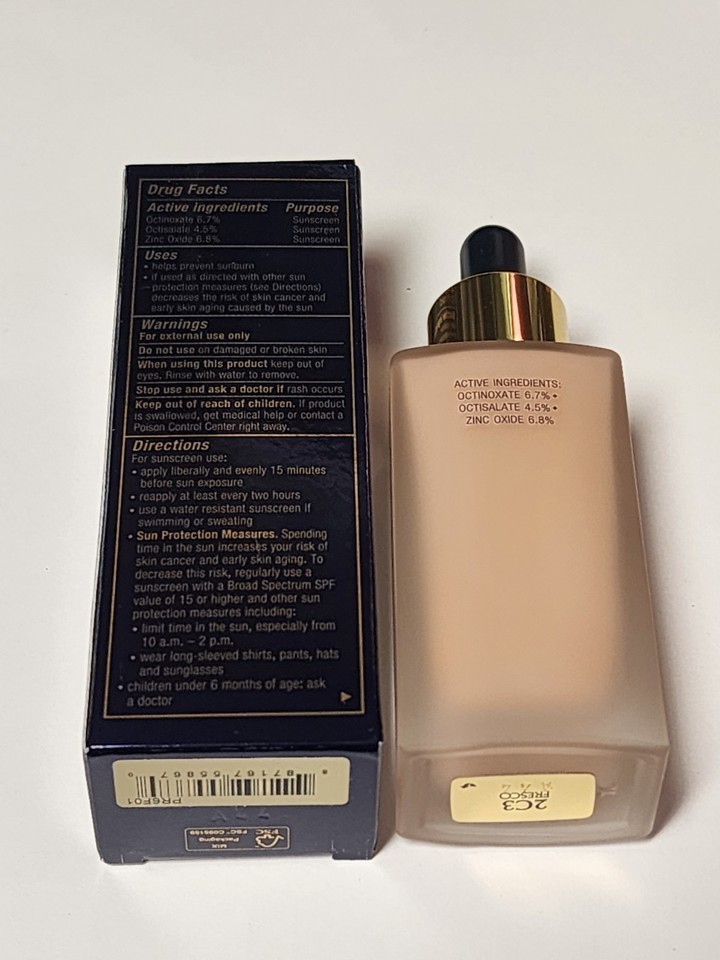 Drug Facts
Active ingredients Purpose
Octinoxate 6.7% Sunscreen
Octisalate 4.5% Sunscreen
Zinc Oxide 6.8% Sunscreen
Uses
• helps prevent sunburn
• if used as directed with other sun
protection measures (see Directions)
decreases the risk of skin cancer and
early skin aging caused by the sun
Warnings
For external use only
Do not use on damaged or broken skin
When using this product keep out of
eyes. Rinse with water to remove.
Stop use and ask a doctor if rash occurs
Keep out of reach of children. If product
is swallowed, get medical help or contact a
Poison Control Center right away.
Directions
For sunscreen use:
• apply liberally and evenly 15 minutes
before sun exposure
• reapply at least every two hours
• use a water resistant sunscreen if
swimming or sweating
• Sun Protection Measures. Spending
time in the sun increases your risk of
skin cancer and early skin aging. To
decrease this risk, regularly use a
sunscreen with a Broad Spectrum SPF
value of 15 or higher and other sun
protection measures including:
• limit time in the sun, especially from
10 a.m. – 2 p.m.
• wear long-sleeved shirts, pants, hats
and sunglasses
• children under 6 months of age: ask
a doctor
8 87167 55867 0
PR6F01
FSC
MIX
Packaging
FSC™ C095169
ACTIVE INGREDIENTS:
OCTINOXATE 6.7% •
OCTISALATE 4.5% •
ZINC OXIDE 6.8%
2C3
FRESCO